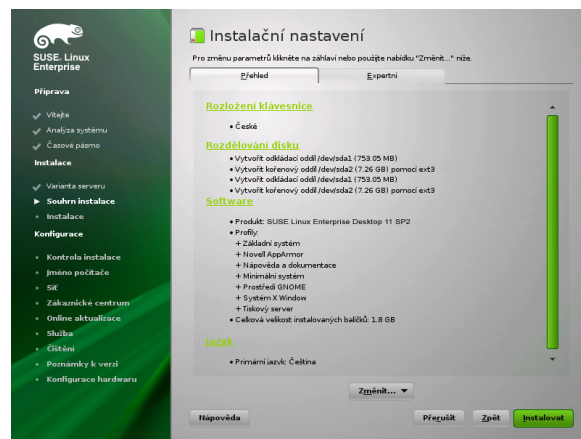 SUSE. Linux
Enterprise
Příprava
Vítejte
Analýza systému
Časové pásmo
Instalace
Varianta serveru
Souhrn instalace
Instalace
Konfigurace
Kontrola instalace
Jméno počítače
Síť
Zákaznické centrum
Online aktualizace
Služba
Čištění
Poznámky k verzi
Konfigurace hardwaru
Instalační nastavení
Pro změnu parametrů klikněte na záhlaví nebo použijte nabídku "Změnit..." níže.
Přehled
Expertní
Rozložení klávesnice
• České
Rozdělování disku
• Vytvořit odkládací oddíl /dev/sda1 (753.05 MB)
• Vytvořit kořenový oddíl /dev/sda2 (7.26 GB) pomocí ext3
• Vytvořit odkládací oddíl /dev/sda1 (753.05 MB)
• Vytvořit kořenový oddíl /dev/sda2 (7.26 GB) pomocí ext3
Software
• Produkt: SUSE Linux Enterprise Desktop 11 SP2
• Profily:
+ Základní systém
+ Novell AppArmor
+ Nápověda a dokumentace
+ Minimální systém
+ Prostředí GNOME
+ Systém X Window
+ Tiskový server
• Celková velikost instalovaných balíčků: 1.8 GB
Jazyk
• Primární jazyk: Čeština
Změnit...
Nápověda
Přerušit
Zpět
Instalovat